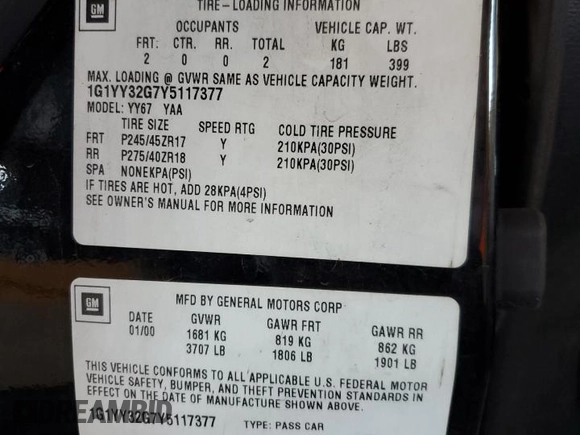 TIRE-LOADING INFORMATION
GM
OCCUPANTS VEHICLE CAP. WT.
FRT. CTR. RR. TOTAL KG LBS
2 0 0 2 181 399
MAX. LOADING @ GVWR SAME AS VEHICLE CAPACITY WEIGHT.
1G1YY32G7Y5117377
MODEL: YY67 YAA
TIRE SIZE SPEED RTG COLD TIRE PRESSURE
FRT P245/45ZR17 Y 210KPA(30PSI)
RR P275/40ZR18 Y 210KPA(30PSI)
SPA NONEKPA(PSI)
IF TIRES ARE HOT, ADD 28KPA(4PSI)
SEE OWNER'S MANUAL FOR MORE INFORMATION
GM
MFD BY GENERAL MOTORS CORP
DATE GVWR GAWR FRT GAWR RR
01/00 1681 KG 819 KG 862 KG
3707 LB 1806 LB 1901 LB
THIS VEHICLE CONFORMS TO ALL APPLICABLE U.S. FEDERAL MOTOR
VEHICLE SAFETY, BUMPER, AND THEFT PREVENTION STANDARDS IN
EFFECT ON THE DATE OF MANUFACTURE SHOWN ABOVE.
1G1YY32G7Y5117377 TYPE: PASS CAR
DREAMBID